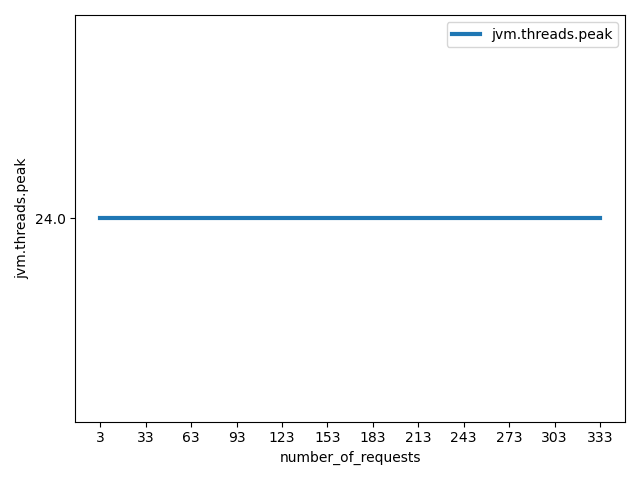 jvm.threads.peak
jvm.threads.peak
24.0
3 33 63 93 123 153 183 213 243 273 303 333
number_of_requests